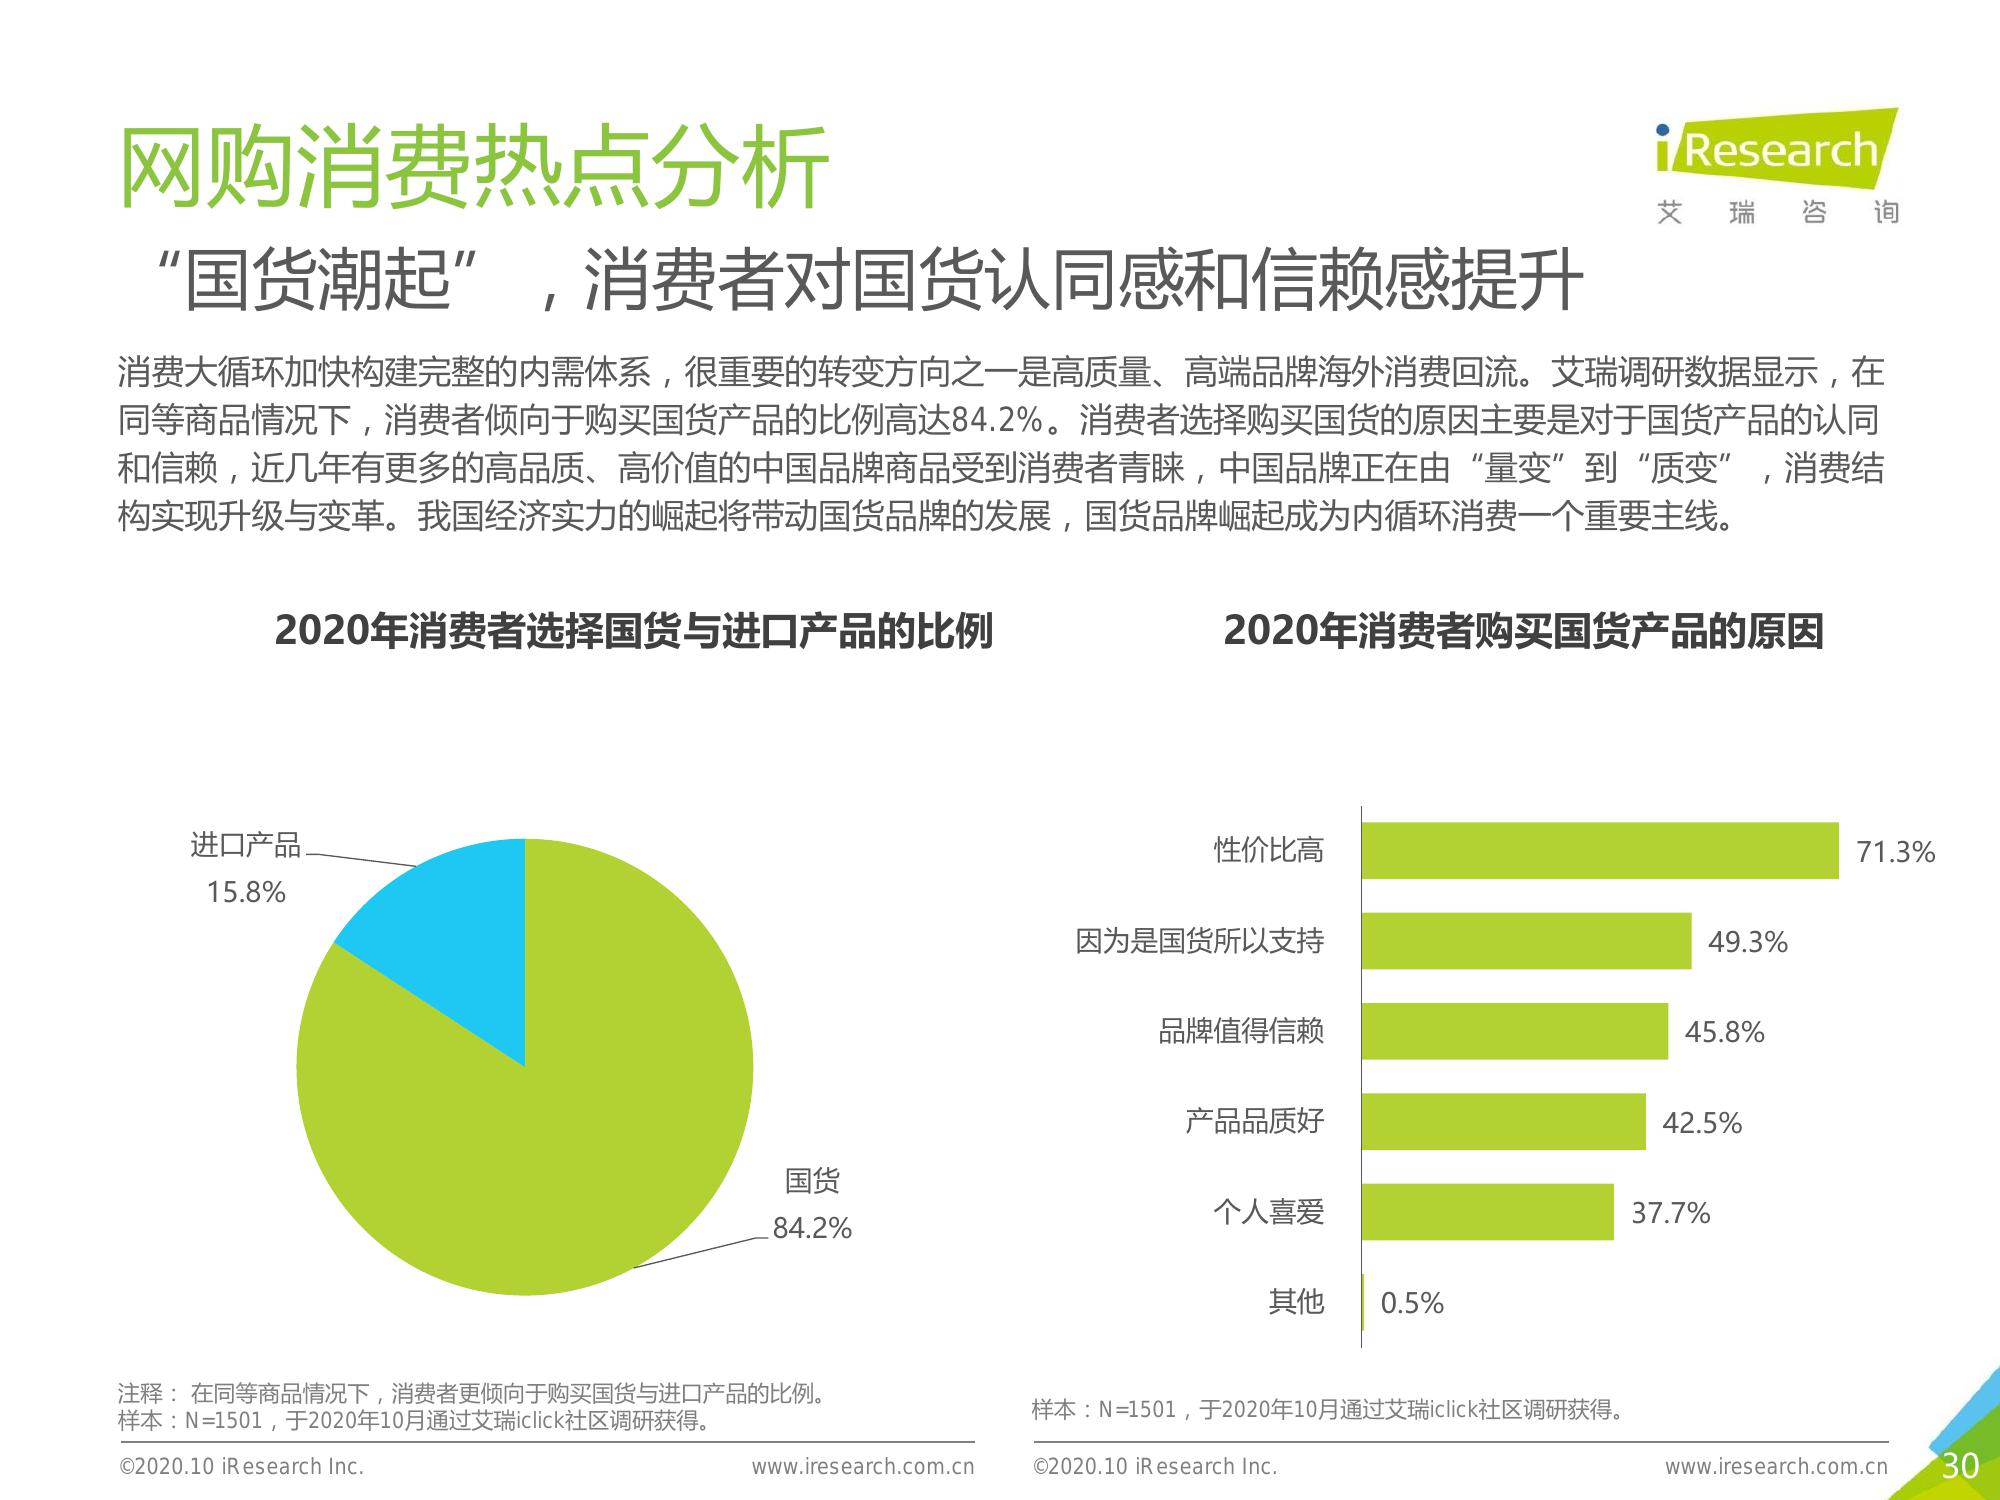 网购消费热点分析
iResearch
艾瑞咨询
“国货潮起”，消费者对国货认同感和信赖感提升
消费大循环加快构建完整的内需体系，很重要的转变方向之一是高质量、高端品牌海外消费回流。艾瑞调研数据显示，在
同等商品情况下，消费者倾向于购买国货产品的比例高达84.2%。消费者选择购买国货的原因主要是对于国货产品的认同
和信赖，近几年有更多的高品质、高价值的中国品牌商品受到消费者青睐，中国品牌正在由“量变”到“质变”，消费结
构实现升级与变革。我国经济实力的崛起将带动国货品牌的发展，国货品牌崛起成为内循环消费一个重要主线。
2020年消费者选择国货与进口产品的比例
进口产品
15.8%
国货
84.2%
注释： 在同等商品情况下，消费者更倾向于购买国货与进口产品的比例。
样本：N=1501，于2020年10月通过艾瑞iclick社区调研获得。
©2020.10 iResearch Inc.
www.iresearch.com.cn
2020年消费者购买国货产品的原因
性价比高 71.3%
因为是国货所以支持 49.3%
品牌值得信赖 45.8%
产品品质好 42.5%
个人喜爱 37.7%
其他 0.5%
样本：N=1501，于2020年10月通过艾瑞iclick社区调研获得。
©2020.10 iResearch Inc.
www.iresearch.com.cn
30